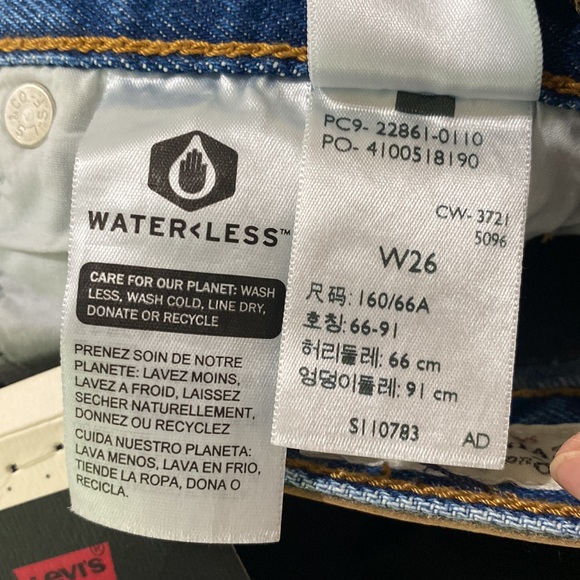 WATER<LESS™
CARE FOR OUR PLANET: WASH
LESS, WASH COLD, LINE DRY,
DONATE OR RECYCLE
PRENEZ SOIN DE NOTRE
PLANETE: LAVEZ MOINS,
LAVEZ A FROID, LAISSEZ
SECHER NATURELLEMENT,
DONNEZ OU RECYCLEZ
CUIDA NUESTRO PLANETA:
LAVA MENOS, LAVA EN FRIO,
TIENDE LA ROPA, DONA O
RECICLA.
PC9- 22861-0110
PO- 4100518190
CW-3721
5096
W26
尺码: 160/66A
호칭: 66-91
허리둘레: 66 cm
엉덩이둘레: 91 cm
S110783
AD
Levi's